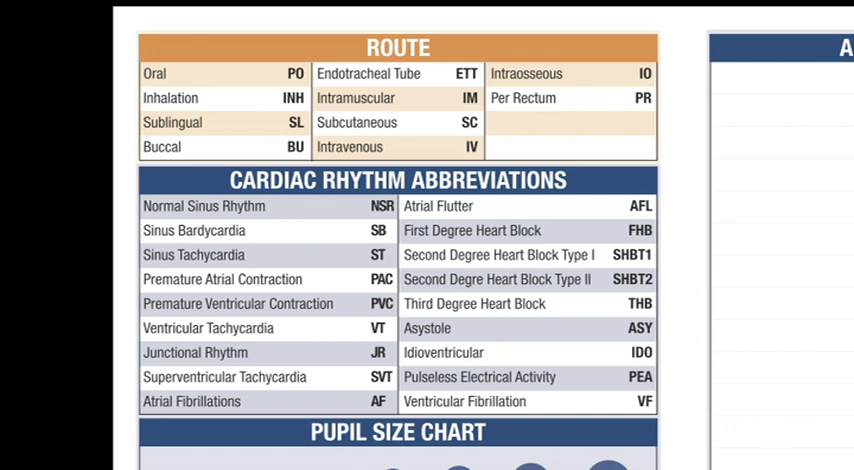 ROUTE
Oral PO Endotracheal Tube ETT Intraosseous IO
Inhalation INH Intramuscular IM Per Rectum PR
Sublingual SL Subcutaneous SC
Buccal BU Intravenous IV
CARDIAC RHYTHM ABBREVIATIONS
Normal Sinus Rhythm NSR Atrial Flutter AFL
Sinus Bardycardia SB First Degree Heart Block FHB
Sinus Tachycardia ST Second Degree Heart Block Type I SHBT1
Premature Atrial Contraction PAC Second Degre Heart Block Type II SHBT2
Premature Ventricular Contraction PVC Third Degree Heart Block THB
Ventricular Tachycardia VT Asystole ASY
Junctional Rhythm JR Idioventricular IDO
Superventricular Tachycardia SVT Pulseless Electrical Activity PEA
Atrial Fibrillations AF Ventricular Fibrillation VF
PUPIL SIZE CHART